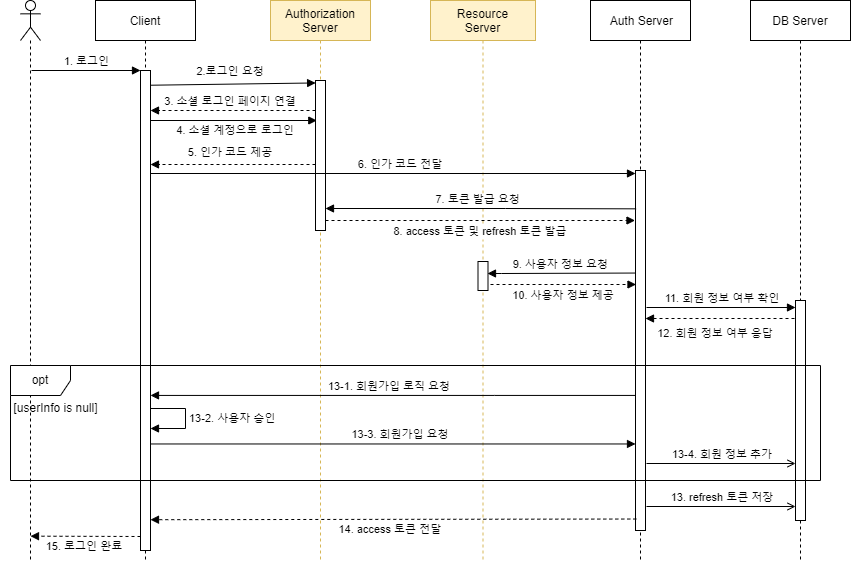 Client
Authorization
Server
Resource
Server
Auth Server
DB Server
1. 로그인
2.로그인 요청
3. 소셜 로그인 페이지 연결
4. 소셜 계정으로 로그인
5. 인가 코드 제공
6. 인가 코드 전달
7. 토큰 발급 요청
8. access 토큰 및 refresh 토큰 발급
9. 사용자 정보 요청
10. 사용자 정보 제공
11. 회원 정보 여부 확인
12. 회원 정보 여부 응답
opt
[userInfo is null]
13-1. 회원가입 로직 요청
13-2. 사용자 승인
13-3. 회원가입 요청
13-4. 회원 정보 추가
13. refresh 토큰 저장
14. access 토큰 전달
15. 로그인 완료